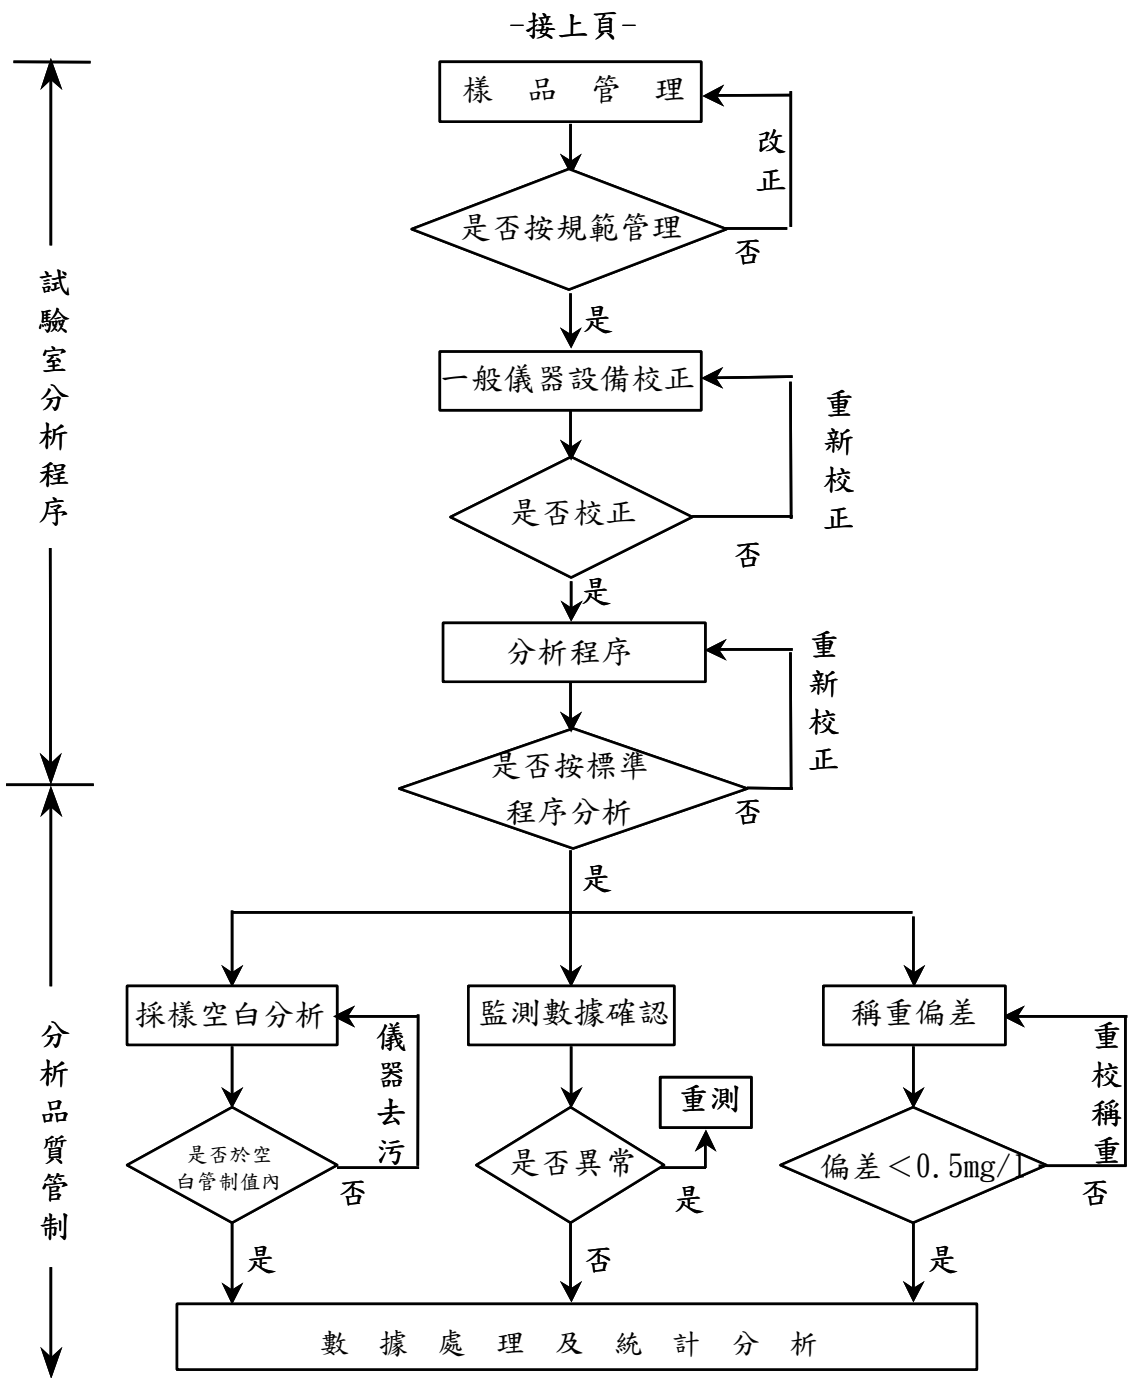 -接上頁-
樣品管理
改正
是否按規範管理
否
是
試驗室分析程序
一般儀器設備校正
重新校正
是否校正
否
是
分析程序
重新校正
是否按標準
程序分析
否
是
分析品質管制
採樣空白分析
儀器去污
是否於空
白管制值內
否
是
監測數據確認
重測
是否異常
是
否
稱重偏差
重校稱重
偏差＜0.5mg/l
否
是
數據處理及統計分析